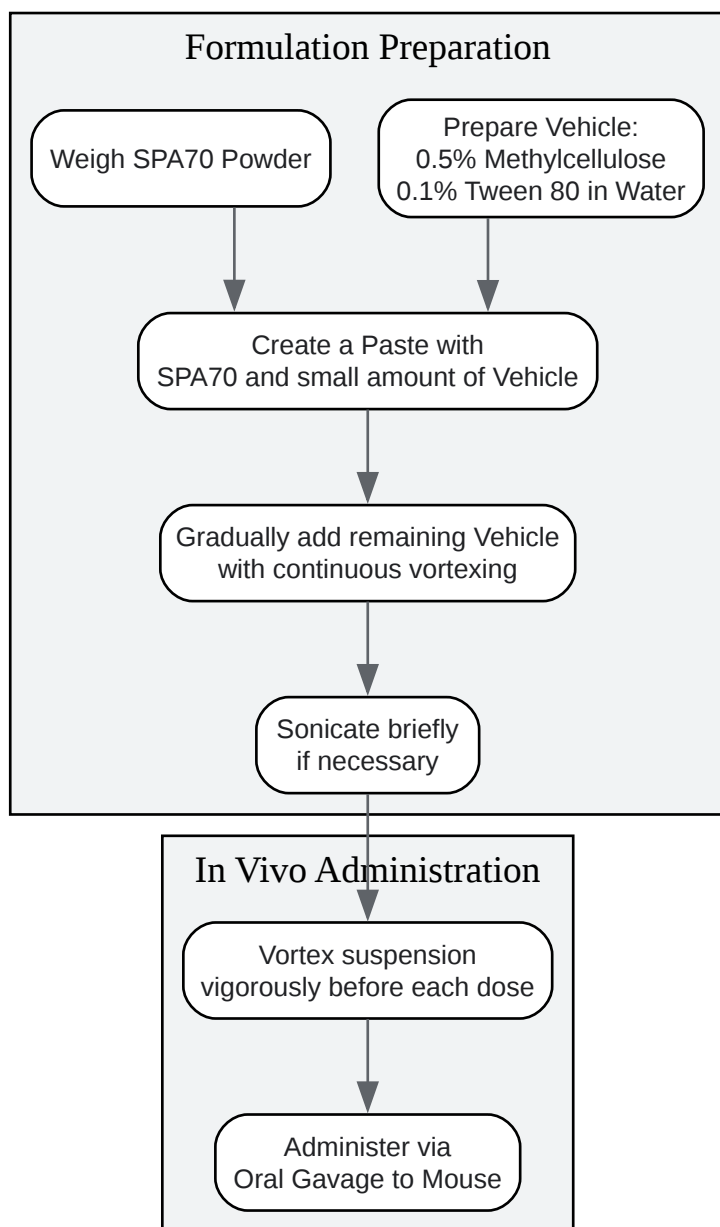 Formulation Preparation
Weigh SPA70 Powder
Prepare Vehicle:
0.5% Methylcellulose
0.1% Tween 80 in Water
Create a Paste with
SPA70 and small amount of Vehicle
Gradually add remaining Vehicle
with continuous vortexing
Sonicate briefly
if necessary
In Vivo Administration
Vortex suspension
vigorously before each dose
Administer via
Oral Gavage to Mouse